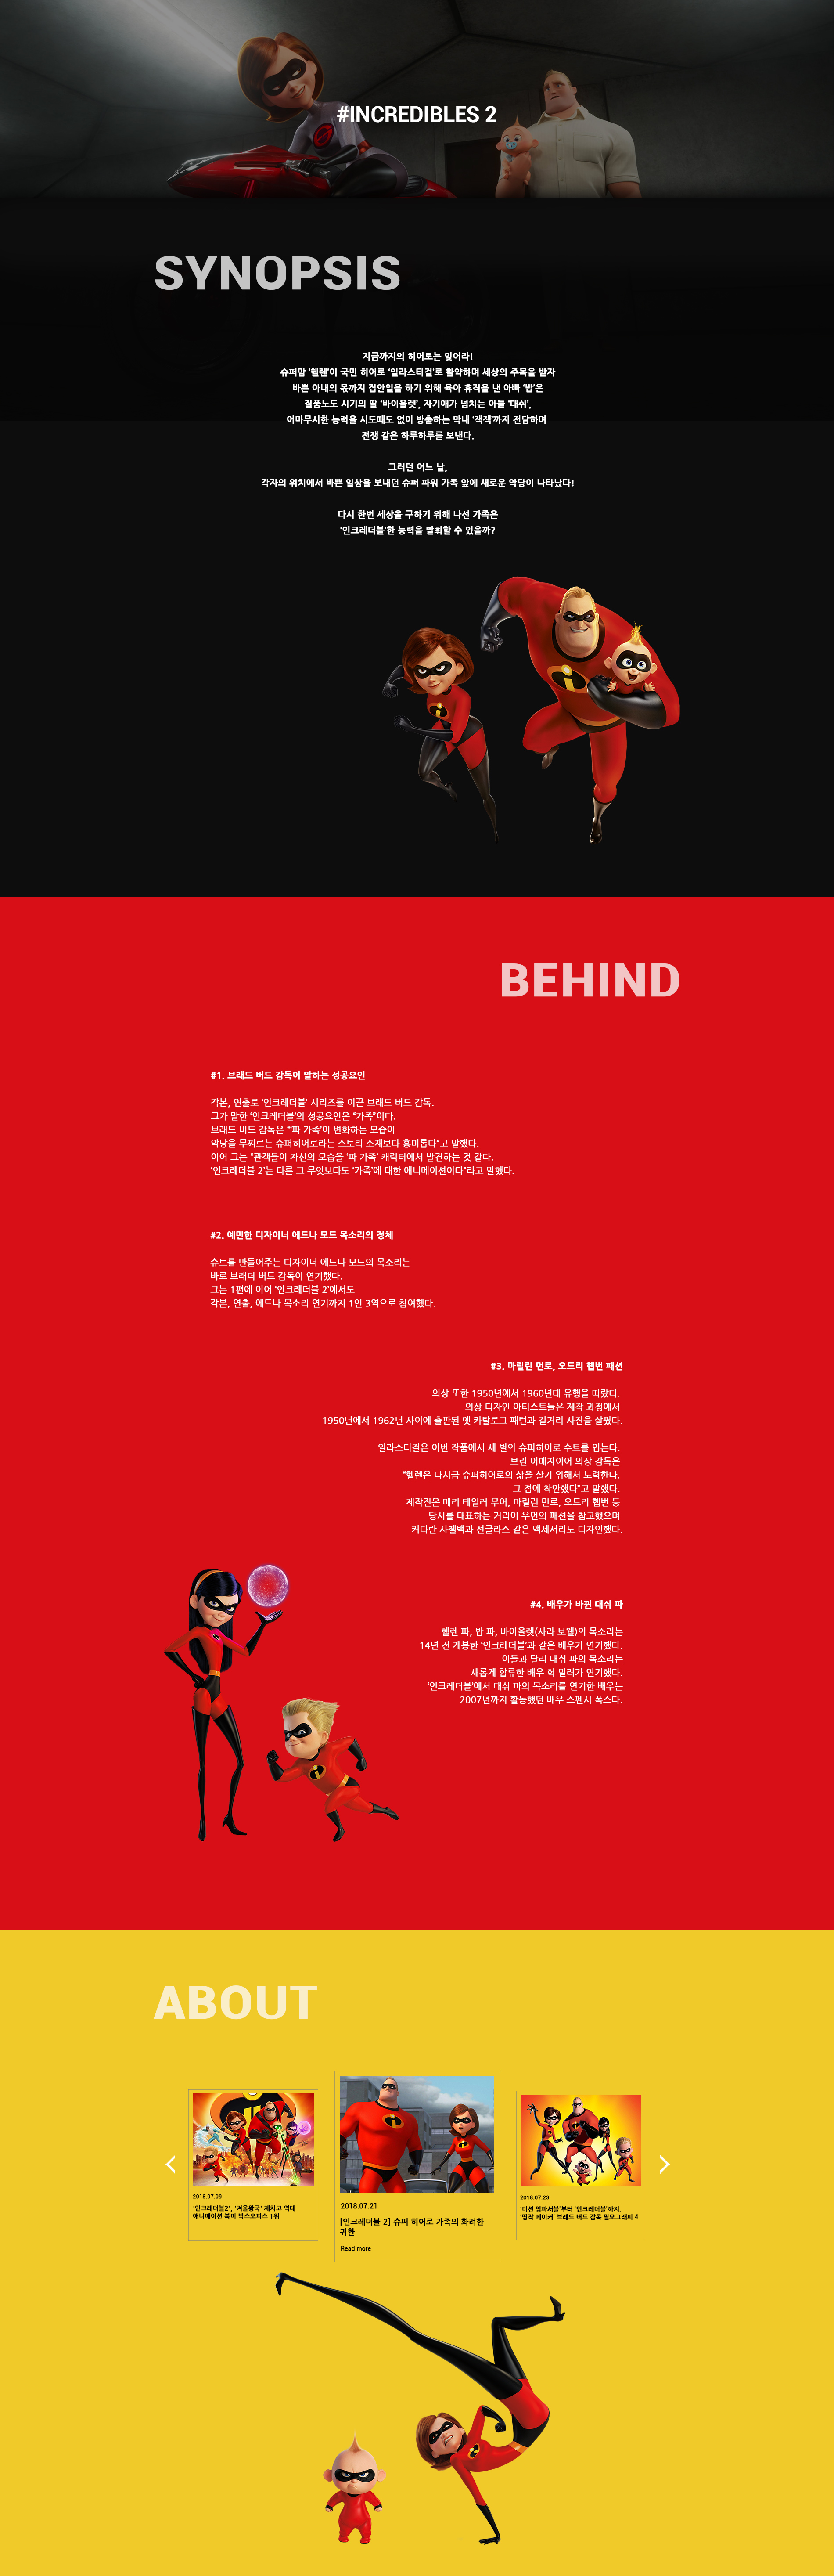 #INCREDIBLES 2
SYNOPSIS
지금까지의 히어로는 잊어라!
슈퍼맘 '헬렌'이 국민 히어로 '일라스티걸'로 활약하며 세상의 주목을 받자
바쁜 아내의 몫까지 집안일을 하기 위해 육아 휴직을 낸 아빠 '밥'은
질풍노도 시기의 딸 '바이올렛', 자기애가 넘치는 아들 '대쉬',
어마무시한 능력을 시도때도 없이 방출하는 막내 '잭잭'까지 전담하며
전쟁 같은 하루하루를 보낸다.
그러던 어느 날,
각자의 위치에서 바쁜 일상을 보내던 슈퍼 파워 가족 앞에 새로운 악당이 나타났다!
다시 한번 세상을 구하기 위해 나선 가족은
'인크레더블'한 능력을 발휘할 수 있을까?
BEHIND
#1. 브래드 버드 감독이 말하는 성공요인
각본, 연출로 '인크레더블' 시리즈를 이끈 브래드 버드 감독.
그가 말한 '인크레더블'의 성공요인은 "가족"이다.
브래드 버드 감독은 "'파 가족'이 변화하는 모습이
악당을 무찌르는 슈퍼히어로라는 스토리 소재보다 흥미롭다"고 말했다.
이어 그는 "관객들이 자신의 모습을 '파 가족' 캐릭터에서 발견하는 것 같다.
'인크레더블 2'는 다른 그 무엇보다도 '가족'에 대한 애니메이션이다"라고 말했다.
#2. 예민한 디자이너 에드나 모드 목소리의 정체
슈트를 만들어주는 디자이너 에드나 모드의 목소리는
바로 브래더 버드 감독이 연기했다.
그는 1편에 이어 '인크레더블 2'에서도
각본, 연출, 에드나 목소리 연기까지 1인 3역으로 참여했다.
#3. 마릴린 먼로, 오드리 헵번 패션
의상 또한 1950년에서 1960년대 유행을 따랐다.
의상 디자인 아티스트들은 제작 과정에서
1950년에서 1962년 사이에 출판된 옛 카탈로그 패턴과 길거리 사진을 살폈다.
일라스티걸은 이번 작품에서 세 벌의 슈퍼히어로 수트를 입는다.
브린 이매자이어 의상 감독은
"헬렌은 다시금 슈퍼히어로의 삶을 살기 위해서 노력한다.
그 점에 착안했다"고 말했다.
제작진은 매리 테일러 무어, 마릴린 먼로, 오드리 헵번 등
당시를 대표하는 커리어 우먼의 패션을 참고했으며
커다란 사첼백과 선글라스 같은 액세서리도 디자인했다.
#4. 배우가 바뀐 대쉬 파
헬렌 파, 밥 파, 바이올렛(사라 보웰)의 목소리는
14년 전 개봉한 '인크레더블'과 같은 배우가 연기했다.
이들과 달리 대쉬 파의 목소리는
새롭게 합류한 배우 헉 밀러가 연기했다.
'인크레더블'에서 대쉬 파의 목소리를 연기한 배우는
2007년까지 활동했던 배우 스펜서 폭스다.
ABOUT
2018.07.09
'인크레더블2', '겨울왕국' 제치고 역대
애니메이션 북미 박스오피스 1위
2018.07.21
[인크레더블 2] 슈퍼 히어로 가족의 화려한
귀환
Read more
2018.07.23
'미션 임파서블'부터 '인크레더블'까지,
'띵작 메이커' 브래드 버드 감독 필모그래피 4